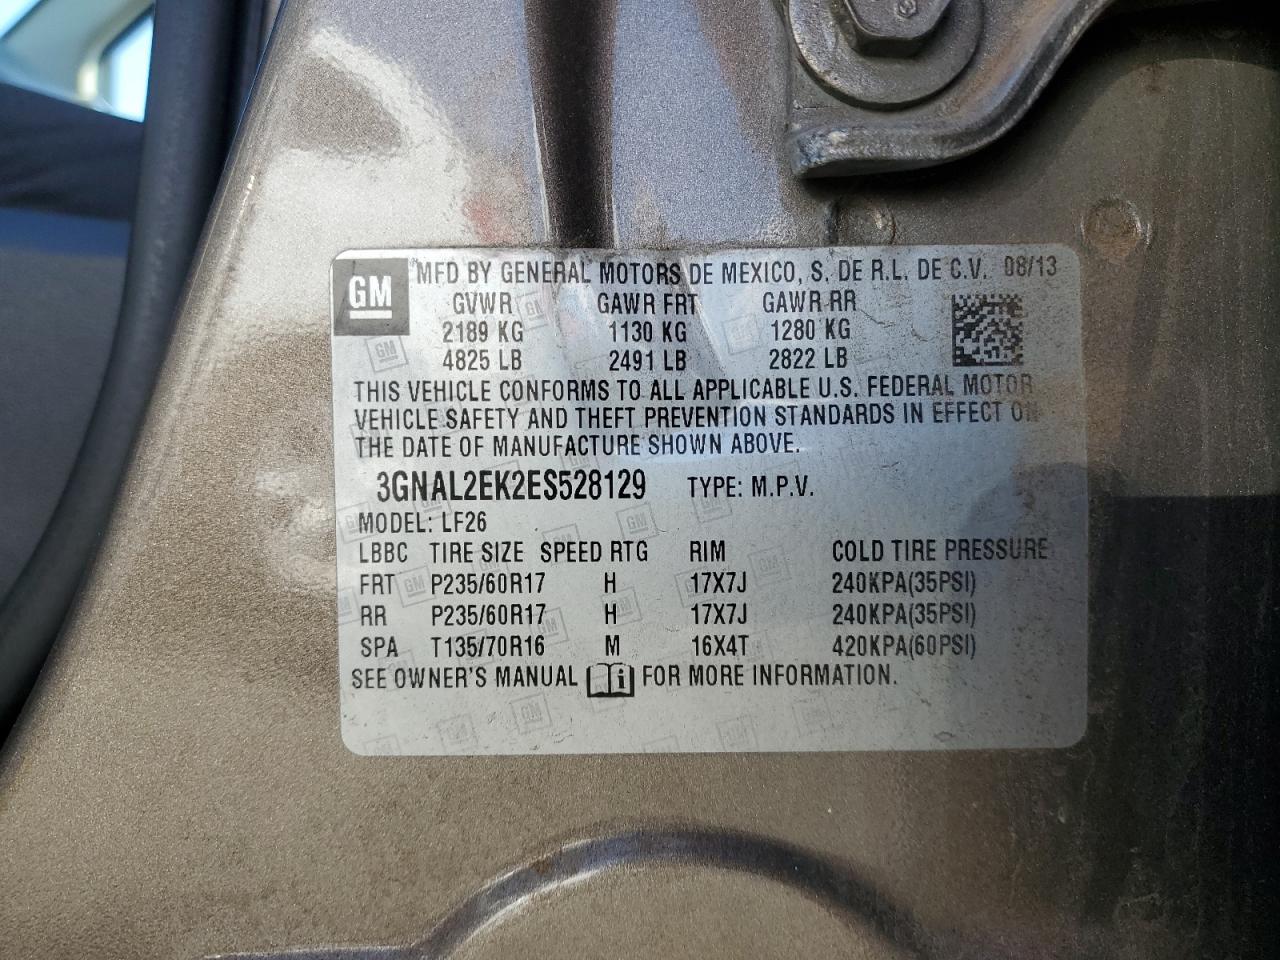 GM MFD BY GENERAL MOTORS DE MEXICO, S. DE R.L. DE C.V. 08/13
GVWR GAWR FRT GAWR RR
2189 KG 1130 KG 1280 KG
4825 LB 2491 LB 2822 LB
THIS VEHICLE CONFORMS TO ALL APPLICABLE U.S. FEDERAL MOTOR
VEHICLE SAFETY AND THEFT PREVENTION STANDARDS IN EFFECT ON
THE DATE OF MANUFACTURE SHOWN ABOVE.
3GNAL2EK2ES528129 TYPE: M.P.V.
MODEL: LF26
LBBC TIRE SIZE SPEED RTG RIM COLD TIRE PRESSURE
FRT P235/60R17 H 17X7J 240KPA(35PSI)
RR P235/60R17 H 17X7J 240KPA(35PSI)
SPA T135/70R16 M 16X4T 420KPA(60PSI)
SEE OWNER'S MANUAL i FOR MORE INFORMATION.